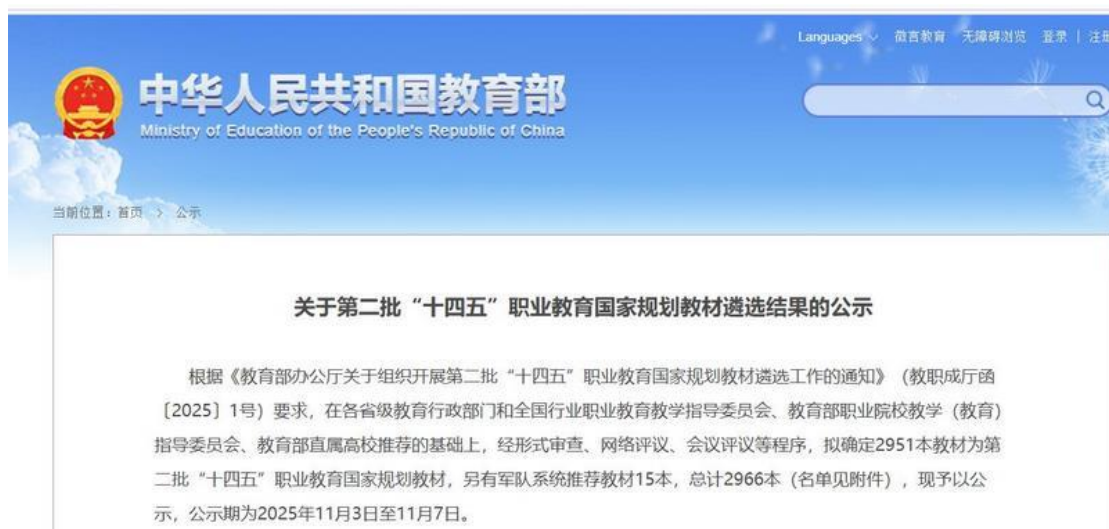 Languages 微言教育 无障碍浏览 登录 | 注册
中华人民共和国教育部
Ministry of Education of the People's Republic of China
当前位置：首页 > 公示
关于第二批“十四五”职业教育国家规划教材遴选结果的公示
根据《教育部办公厅关于组织开展第二批“十四五”职业教育国家规划教材遴选工作的通知》（教职成厅函
〔2025〕1号）要求，在各省级教育行政部门和全国行业职业教育教学指导委员会、教育部职业院校教学（教育）
指导委员会、教育部直属高校推荐的基础上，经形式审查、网络评议、会议评议等程序，拟确定2951本教材为第
二批“十四五”职业教育国家规划教材，另有军队系统推荐教材15本，总计2966本（名单见附件），现予以公
示，公示期为2025年11月3日至11月7日。